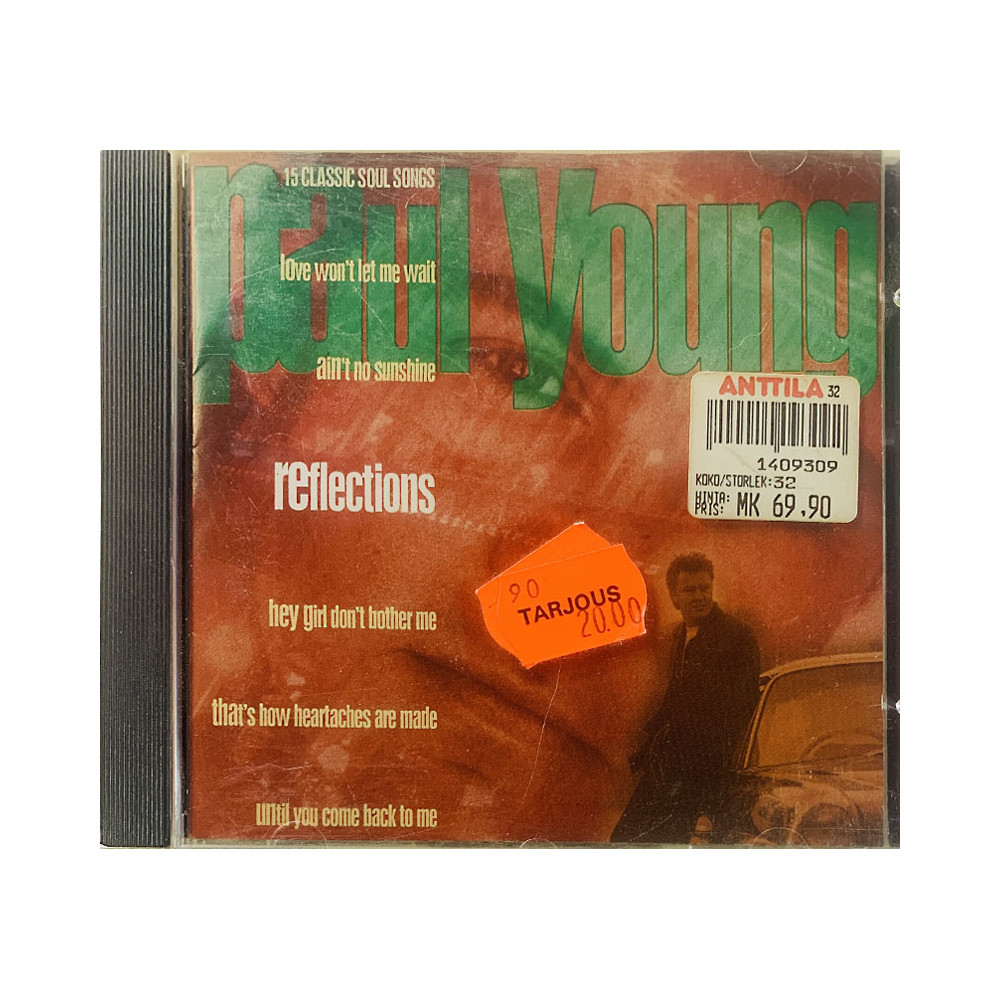 15 CLASSIC SOUL SONGS
paul young
love won't let me wait
ain't no sunshine
reflections
hey girl don't bother me
that's how heartaches are made
until you come back to me
ANTTILA 32
1409309
KOKO/STORLEK:32
HINTA:
PRIS: MK 69,90
90
TARJOUS
20.00